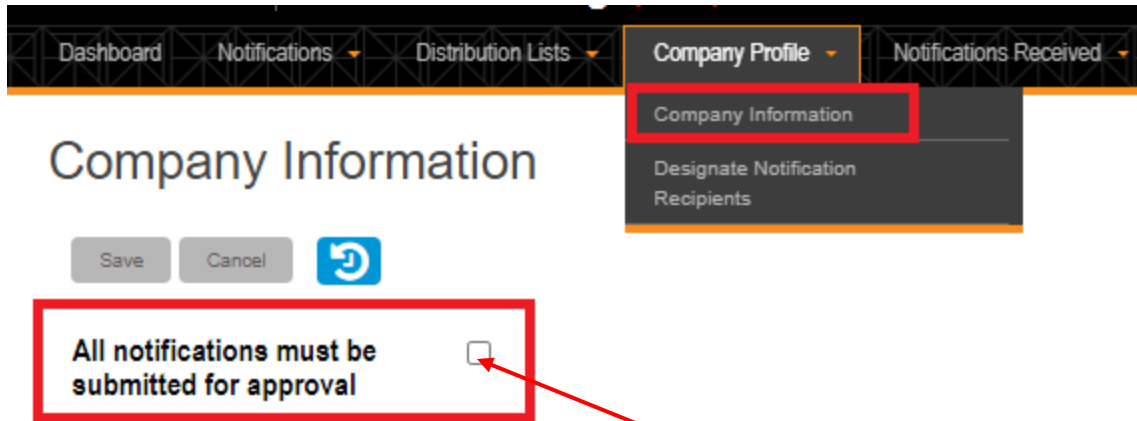 Dashboard Notifications Distribution Lists Company Profile Notifications Received
Company Information
Designate Notification
Recipients
Company Information
Save Cancel
All notifications must be
submitted for approval